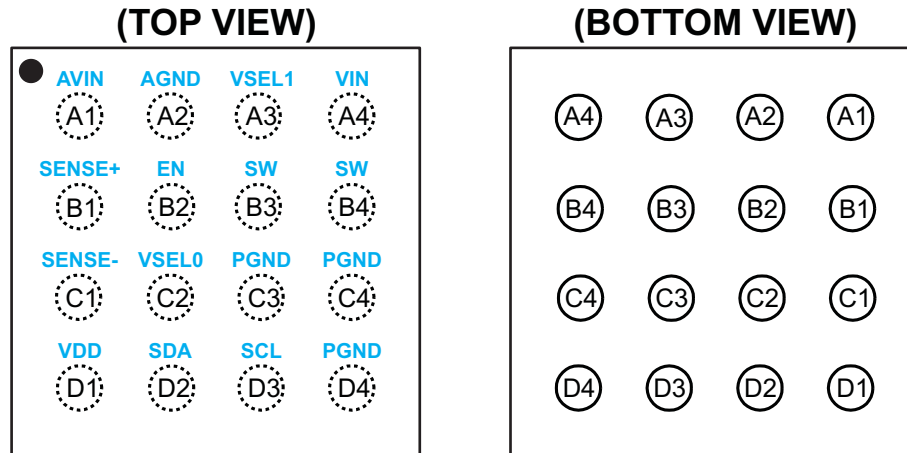 (TOP VIEW)
AVIN AGND VSEL1 VIN
A1 A2 A3 A4
SENSE+ EN SW SW
B1 B2 B3 B4
SENSE- VSEL0 PGND PGND
C1 C2 C3 C4
VDD SDA SCL PGND
D1 D2 D3 D4
(BOTTOM VIEW)
A4 A3 A2 A1
B4 B3 B2 B1
C4 C3 C2 C1
D4 D3 D2 D1